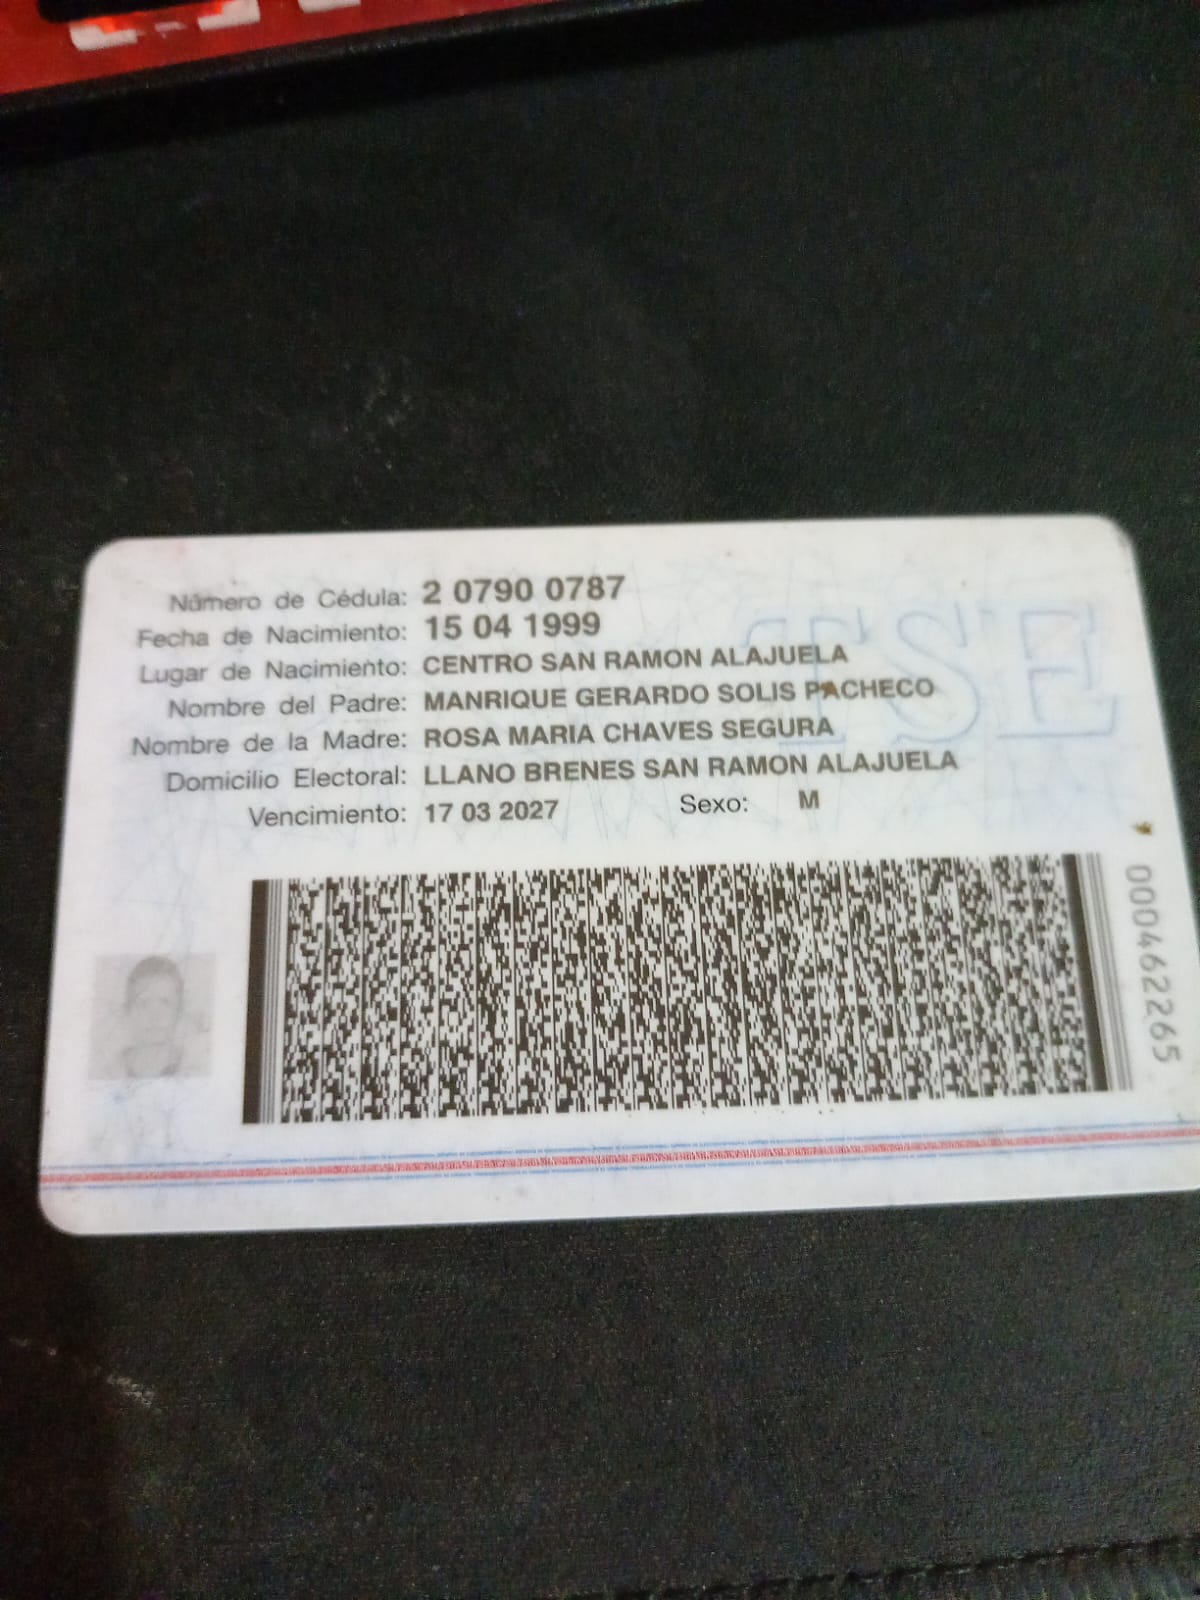 Número de Cédula: 2 0790 0787
Fecha de Nacimiento: 15 04 1999
Lugar de Nacimiento: CENTRO SAN RAMON ALAJUELA
Nombre del Padre: MANRIQUE GERARDO SOLIS PACHECO
Nombre de la Madre: ROSA MARIA CHAVES SEGURA
Domicilio Electoral: LLANO BRENES SAN RAMON ALAJUELA
Vencimiento: 17 03 2027 Sexo: M
TSE
000462265